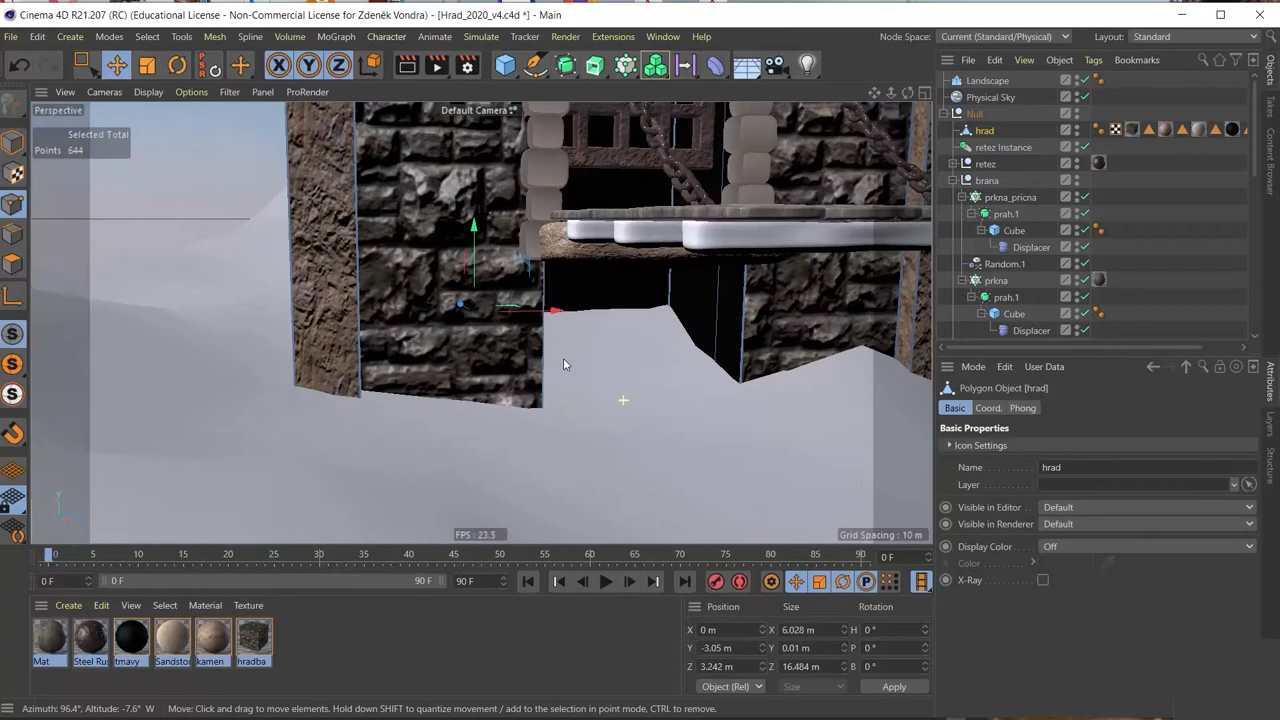 Cinema 4D R21.207 (RC) (Educational License - Non-Commercial License for Zdeněk Vondra) - [Hrad_2020_v4.c4d *] - Main
File Edit Create Modes Select Tools Mesh Spline Volume MoGraph Character Animate Simulate Tracker Render Extensions Window Help
Node Space: Current (Standard/Physical) Layout: Standard
X Y Z
View Cameras Display Options Filter Panel ProRender
File Edit View Object Tags Bookmarks
Perspective
Default Camera
Selected Total
Points 644
Landscape
Physical Sky
Null
hrad
retez Instance
retez
brana
prkna_pricna
prah.1
Cube
Displacer
Random.1
prkna
prah.1
Cube
Displacer
Objects
Takes
Content Browser
Mode Edit User Data
Polygon Object [hrad]
Basic Coord. Phong
Basic Properties
Icon Settings
Name hrad
Layer
Visible in Editor Default
Visible in Renderer Default
Display Color Off
Color
X-Ray
Attributes
Layers
Structure
Y
FPS : 23.5
Grid Spacing : 10 m
0 5 10 15 20 25 30 35 40 45 50 55 60 65 70 75 80 85 90 0 F
0 F 0 F 90 F 90 F
Create Edit View Select Material Texture
Mat Steel Ru tmavy Sandsto kamen hradba
Position Size Rotation
X 0 m X 6.028 m H 0 °
Y -3.05 m Y 0.01 m P 0 °
Z 3.242 m Z 16.484 m B 0 °
Object (Rel) Size Apply
Azimuth: 96.4°, Altitude: -7.6° W Move: Click and drag to move elements. Hold down SHIFT to quantize movement / add to the selection in point mode, CTRL to remove.